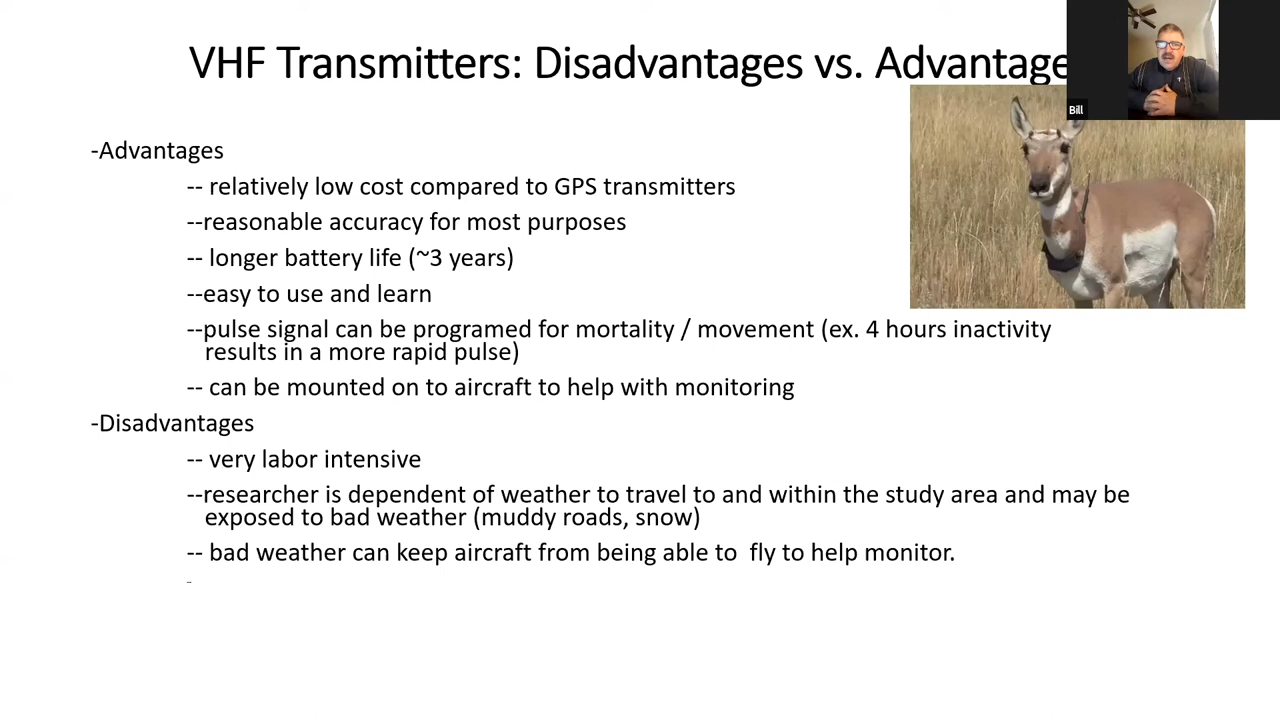 VHF Transmitters: Disadvantages vs. Advantage
Bill
-Advantages
-- relatively low cost compared to GPS transmitters
--reasonable accuracy for most purposes
-- longer battery life (~3 years)
--easy to use and learn
--pulse signal can be programed for mortality / movement (ex. 4 hours inactivity
results in a more rapid pulse)
-- can be mounted on to aircraft to help with monitoring
-Disadvantages
-- very labor intensive
--researcher is dependent of weather to travel to and within the study area and may be
exposed to bad weather (muddy roads, snow)
-- bad weather can keep aircraft from being able to  fly to help monitor.
-